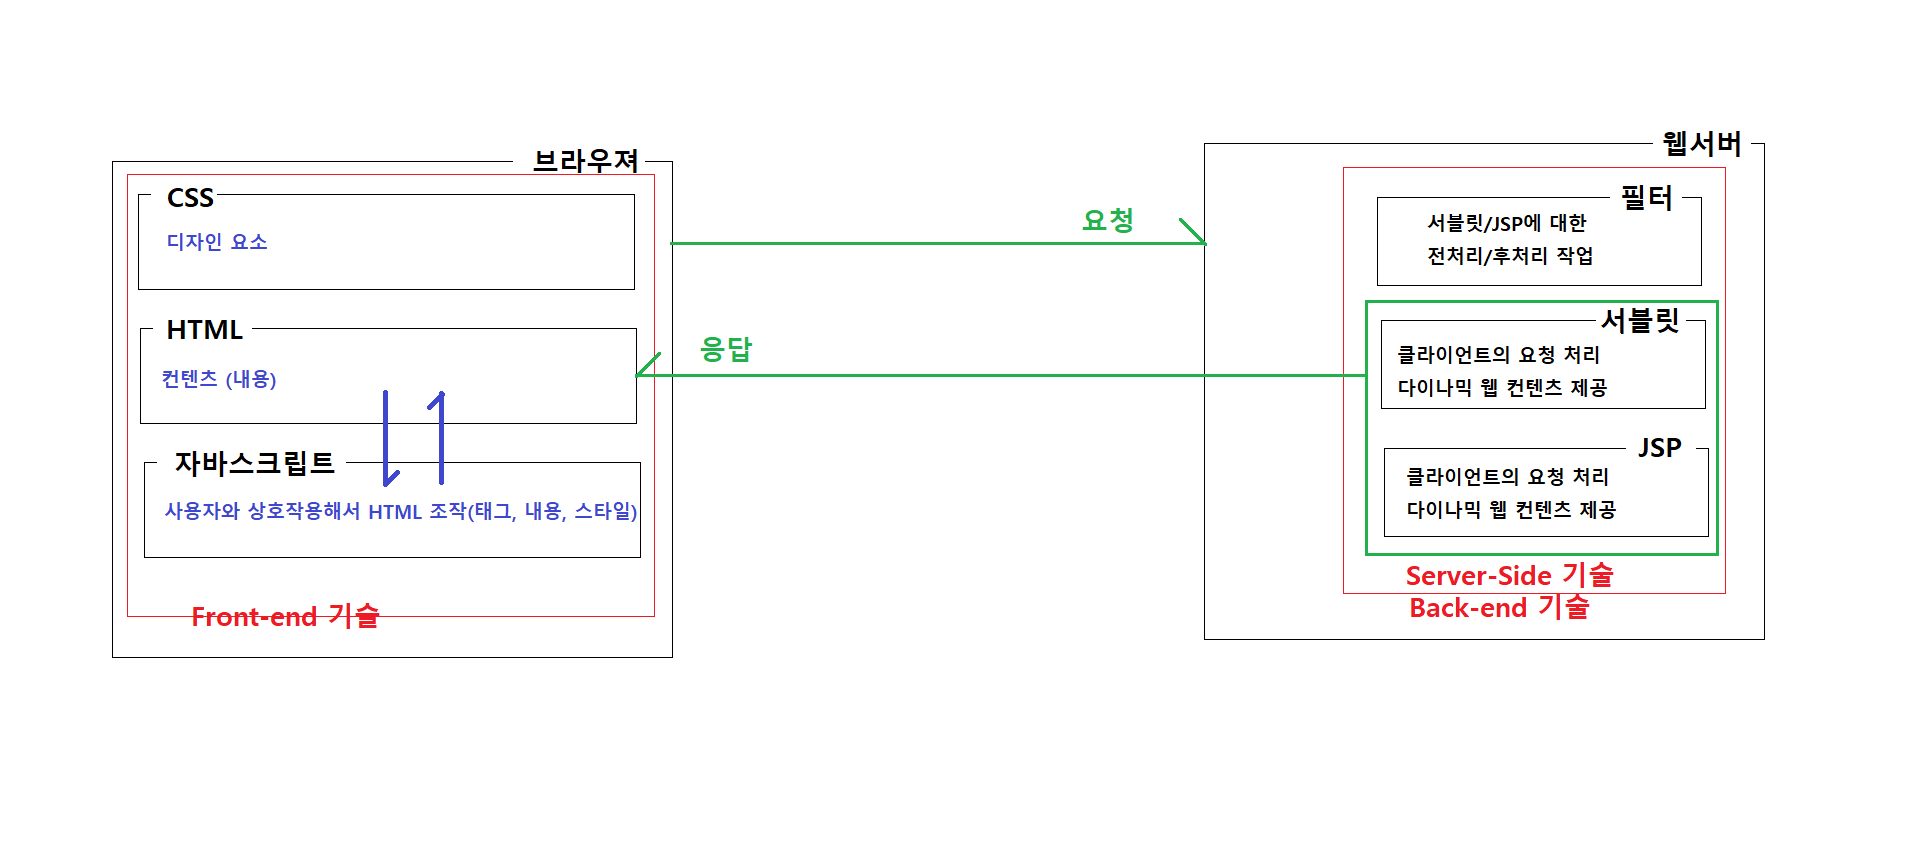 브라우져
CSS
디자인 요소
HTML
컨텐츠 (내용)
자바스크립트
사용자와 상호작용해서 HTML 조작(태그, 내용, 스타일)
Front-end 기술
요청
응답
웹서버
필터
서블릿/JSP에 대한
전처리/후처리 작업
서블릿
클라이언트의 요청 처리
다이나믹 웹 컨텐츠 제공
JSP
클라이언트의 요청 처리
다이나믹 웹 컨텐츠 제공
Server-Side 기술
Back-end 기술